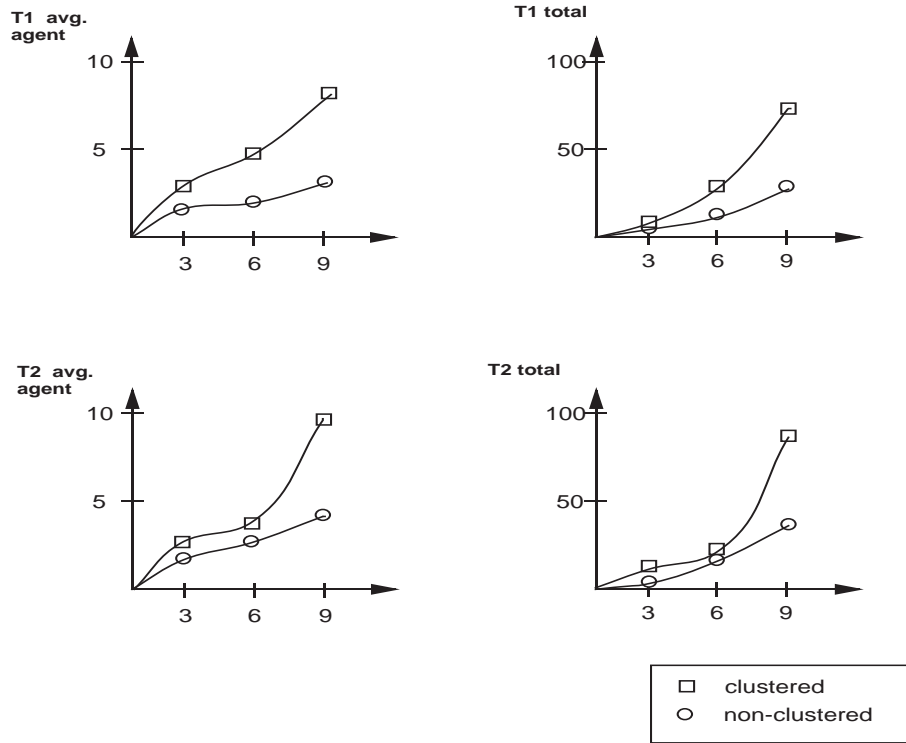 T1 avg.
agent
10
5
3 6 9
T1 total
100
50
3 6 9
T2 avg.
agent
10
5
3 6 9
T2 total
100
50
3 6 9
clustered
non-clustered